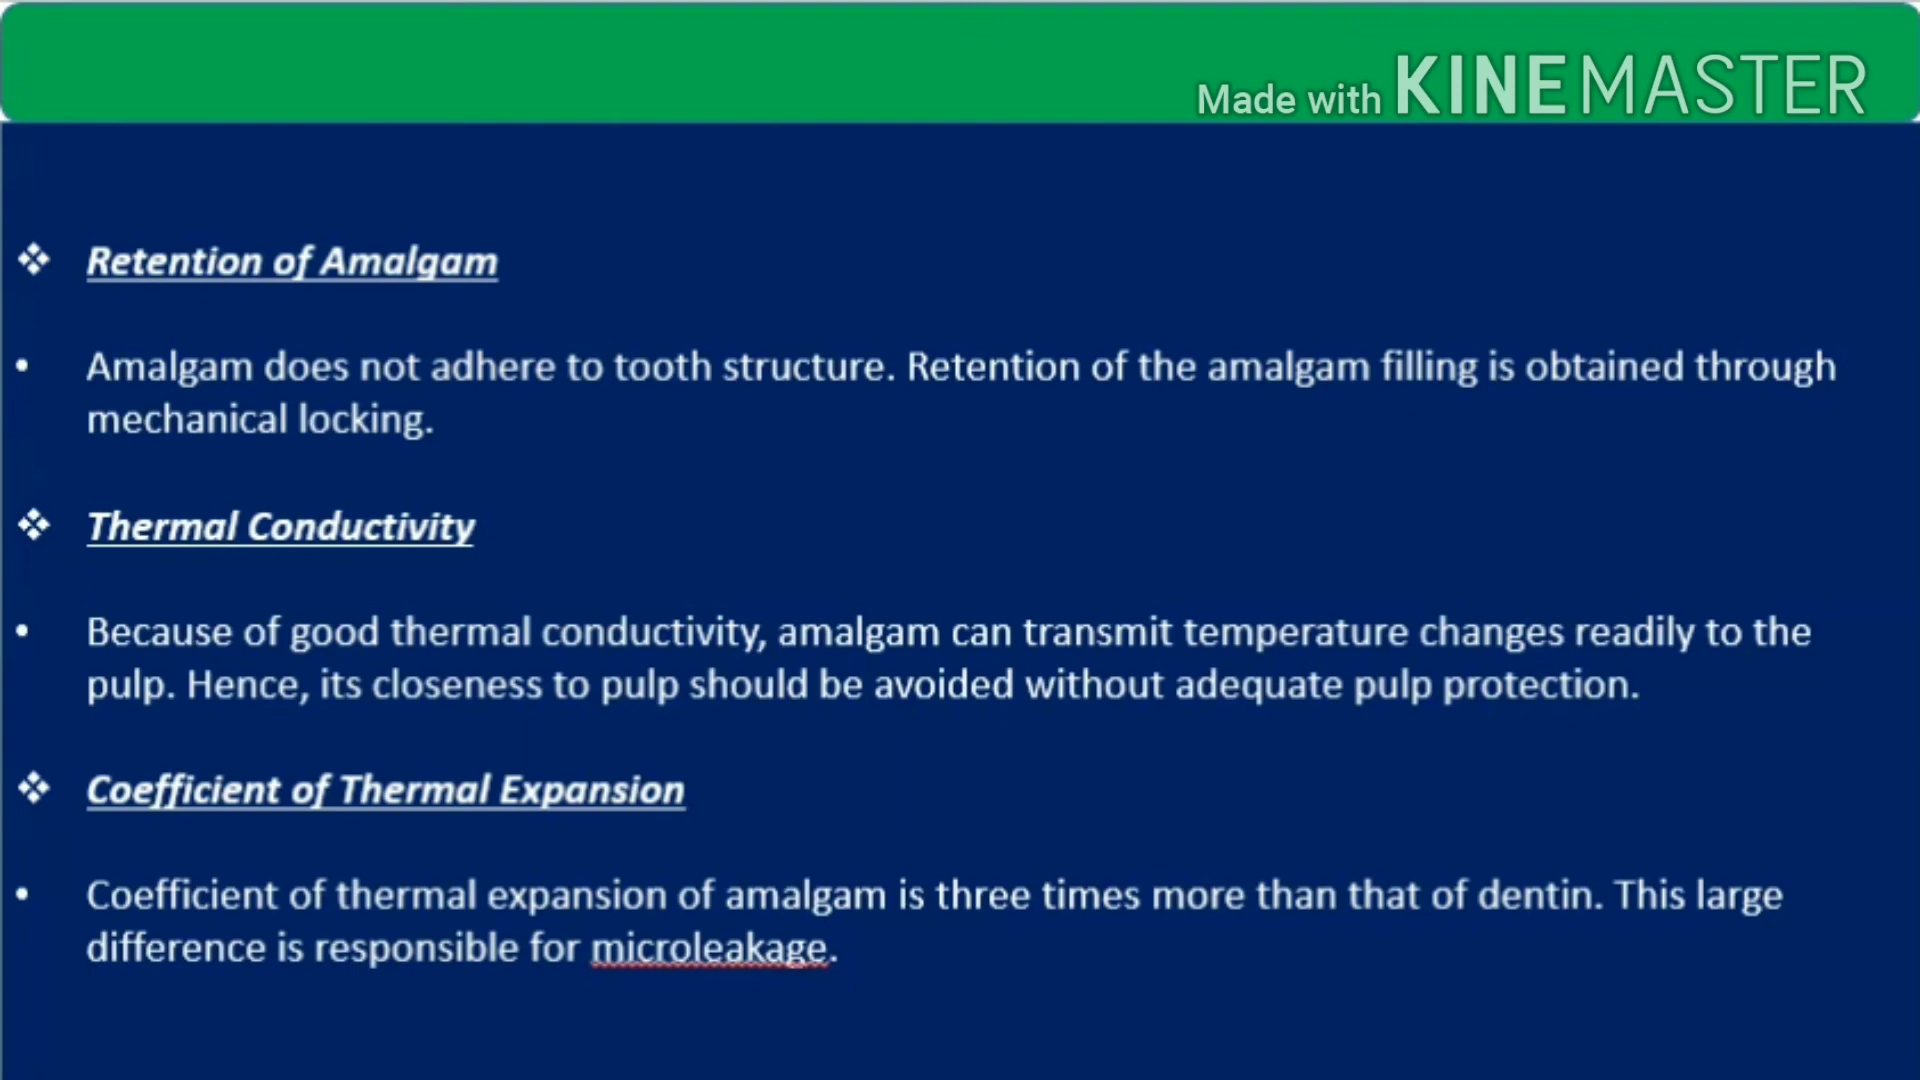 Made with KINEMASTER
❖ Retention of Amalgam
• Amalgam does not adhere to tooth structure. Retention of the amalgam filling is obtained through
mechanical locking.
❖ Thermal Conductivity
• Because of good thermal conductivity, amalgam can transmit temperature changes readily to the
pulp. Hence, its closeness to pulp should be avoided without adequate pulp protection.
❖ Coefficient of Thermal Expansion
• Coefficient of thermal expansion of amalgam is three times more than that of dentin. This large
difference is responsible for microleakage.